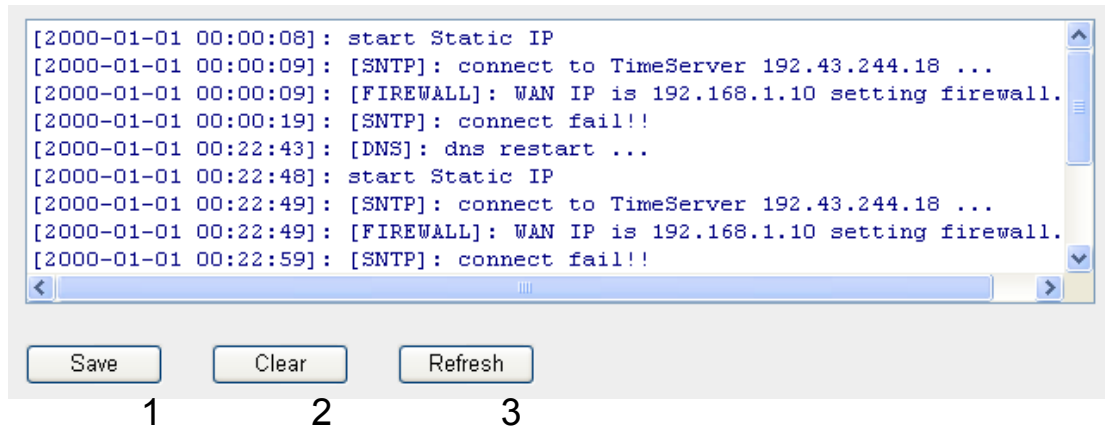 [2000-01-01 00:00:08]: start Static IP
[2000-01-01 00:00:09]: [SNTP]: connect to TimeServer 192.43.244.18 ...
[2000-01-01 00:00:09]: [FIREWALL]: WAN IP is 192.168.1.10 setting firewall.
[2000-01-01 00:00:19]: [SNTP]: connect fail!!
[2000-01-01 00:22:43]: [DNS]: dns restart ...
[2000-01-01 00:22:48]: start Static IP
[2000-01-01 00:22:49]: [SNTP]: connect to TimeServer 192.43.244.18 ...
[2000-01-01 00:22:49]: [FIREWALL]: WAN IP is 192.168.1.10 setting firewall.
[2000-01-01 00:22:59]: [SNTP]: connect fail!!
Save Clear Refresh
1 2 3